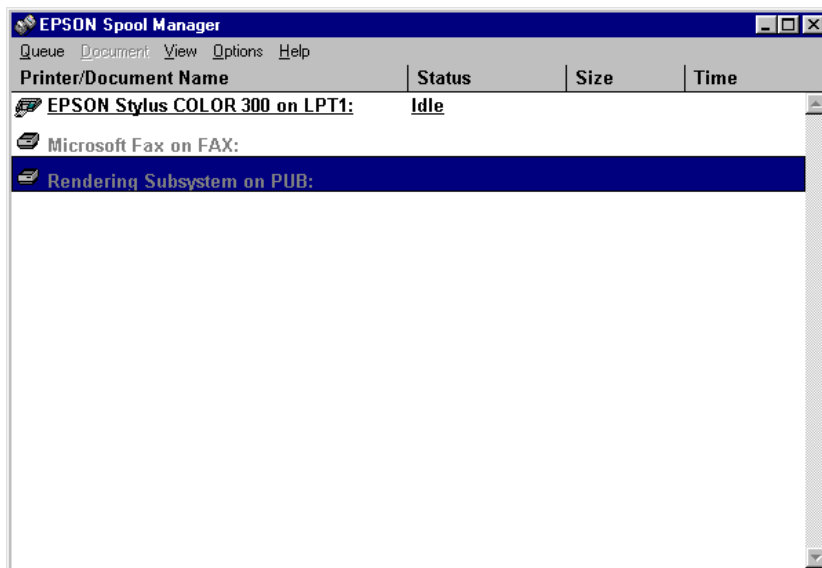 EPSON Spool Manager
Queue Document View Options Help
Printer/Document Name Status Size Time
EPSON Stylus COLOR 300 on LPT1: Idle
Microsoft Fax on FAX:
Rendering Subsystem on PUB: